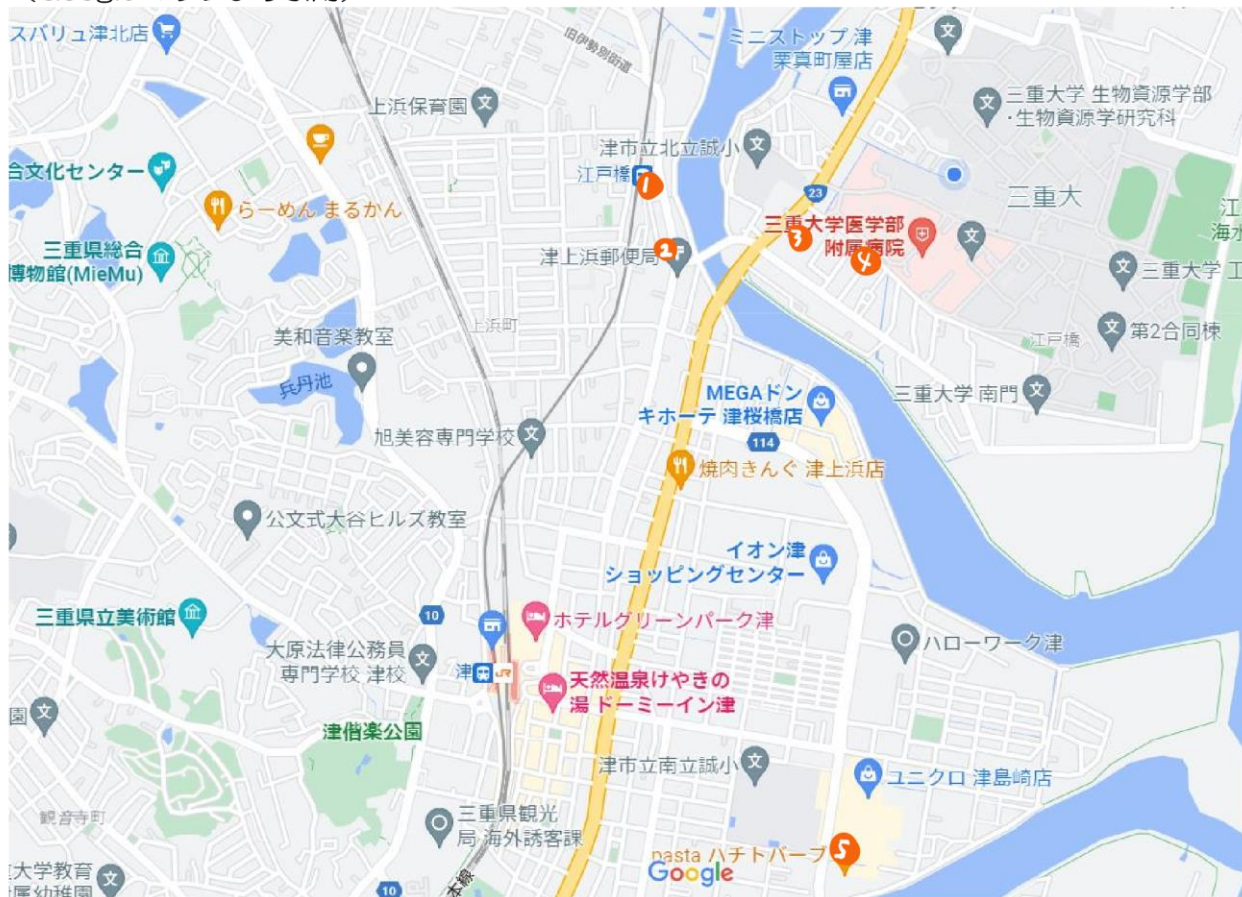 スバリュ津北店
旧伊勢別街道
ミニストップ 津
栗真町屋店
上浜保育園
三重大学 生物資源学部
・生物資源学研究科
津市立北立誠小
江戸橋
1
合文化センター
らーめん まるかん
23
三重大
三重大学医学部
附属病院
3
4
三重県総合
博物館(MieMu)
津上浜郵便局
2
江
海水
三重大学 工
上浜町
美和音楽教室
兵丹池
江戸橋
第2合同棟
MEGAドン
キホーテ 津桜橋店
三重大学 南門
旭美容専門学校
114
焼肉きんぐ 津上浜店
公文式大谷ヒルズ教室
イオン津
ショッピングセンター
三重県立美術館
10
ホテルグリーンパーク津
大原法律公務員
専門学校 津校
ハローワーク津
津
JR
天然温泉けやきの
湯 ドーミーイン津
園
津偕楽公園
津市立南立誠小
ユニクロ 津島崎店
観音寺町
三重県観光
局 海外誘客課
pasta ハチトバーブ
5
Google
大学教育
属幼稚園
10
本線